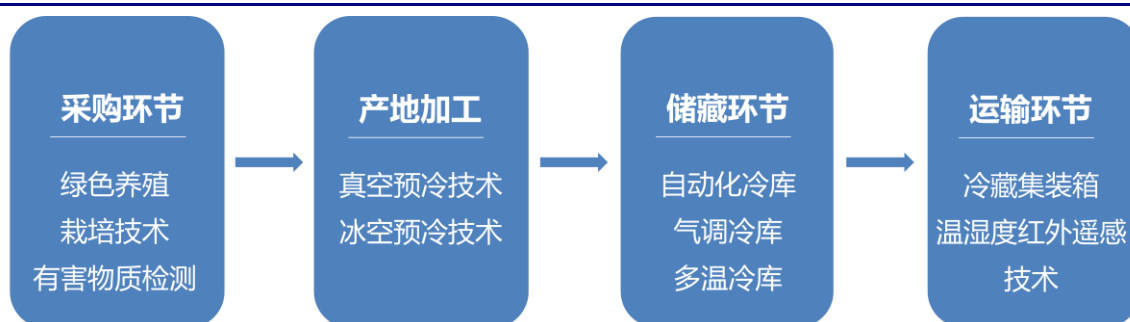 采购环节
绿色养殖
栽培技术
有害物质检测
产地加工
真空预冷技术
冰空预冷技术
储藏环节
自动化冷库
气调冷库
多温冷库
运输环节
冷藏集装箱
温湿度红外遥感
技术